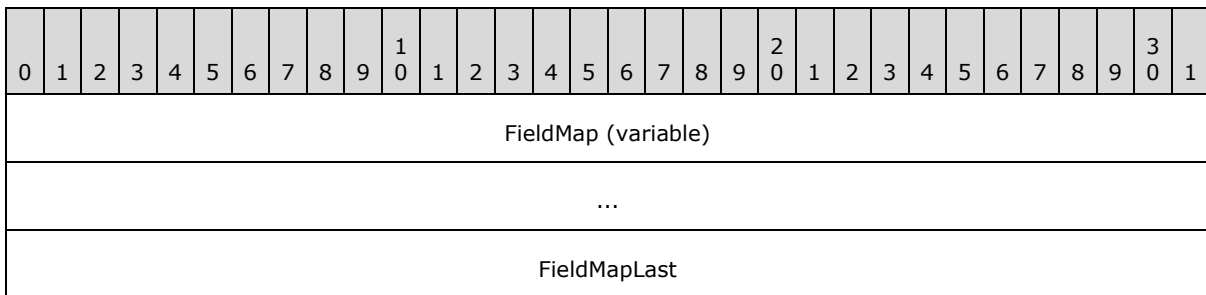 0 1 2 3 4 5 6 7 8 9 1 0 1 2 3 4 5 6 7 8 9 2 0 1 2 3 4 5 6 7 8 9 3 0 1
FieldMap (variable)
...
FieldMapLast